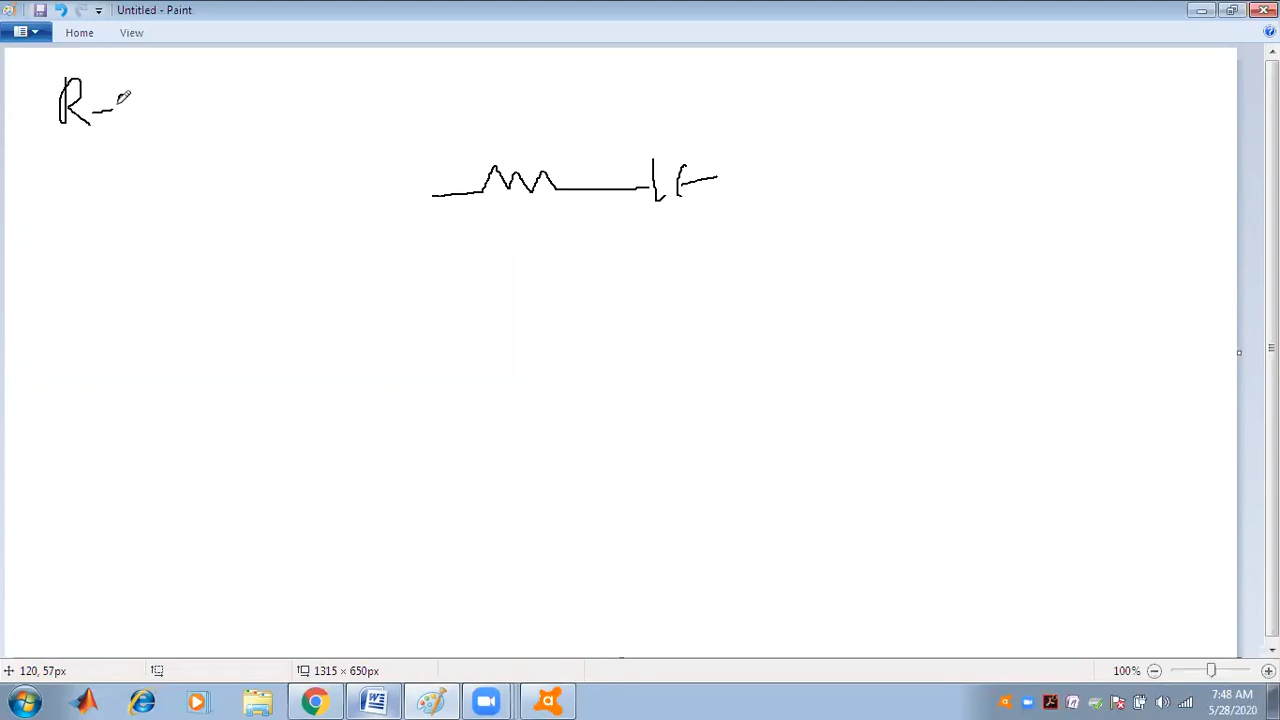 Untitled - Paint
Home View
R-
120, 57px
1315 × 650px
100%
7:48 AM
5/28/2020